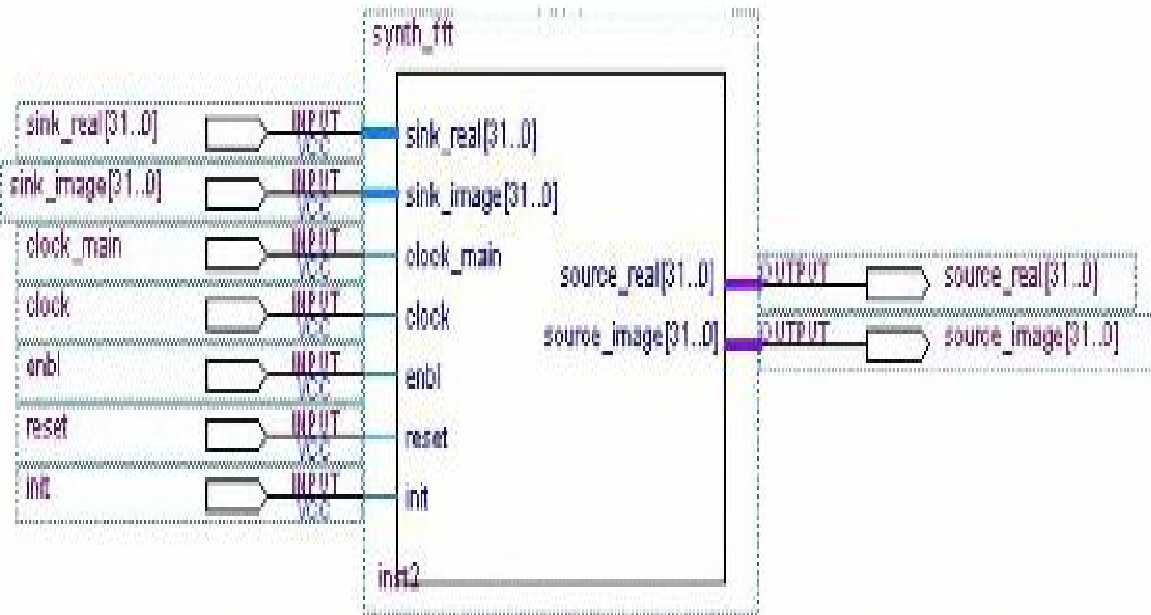 synth_fft
sink_real[31..0] INPUT VCC sink_real[31..0]
sink_image[31..0] INPUT VCC sink_image[31..0]
clock_main INPUT VCC clock_main
source_real[31..0] OUTPUT source_real[31..0]
clock INPUT VCC clock
source_image[31..0] OUTPUT source_image[31..0]
enbl INPUT VCC enbl
reset INPUT VCC reset
init INPUT VCC init
inst2